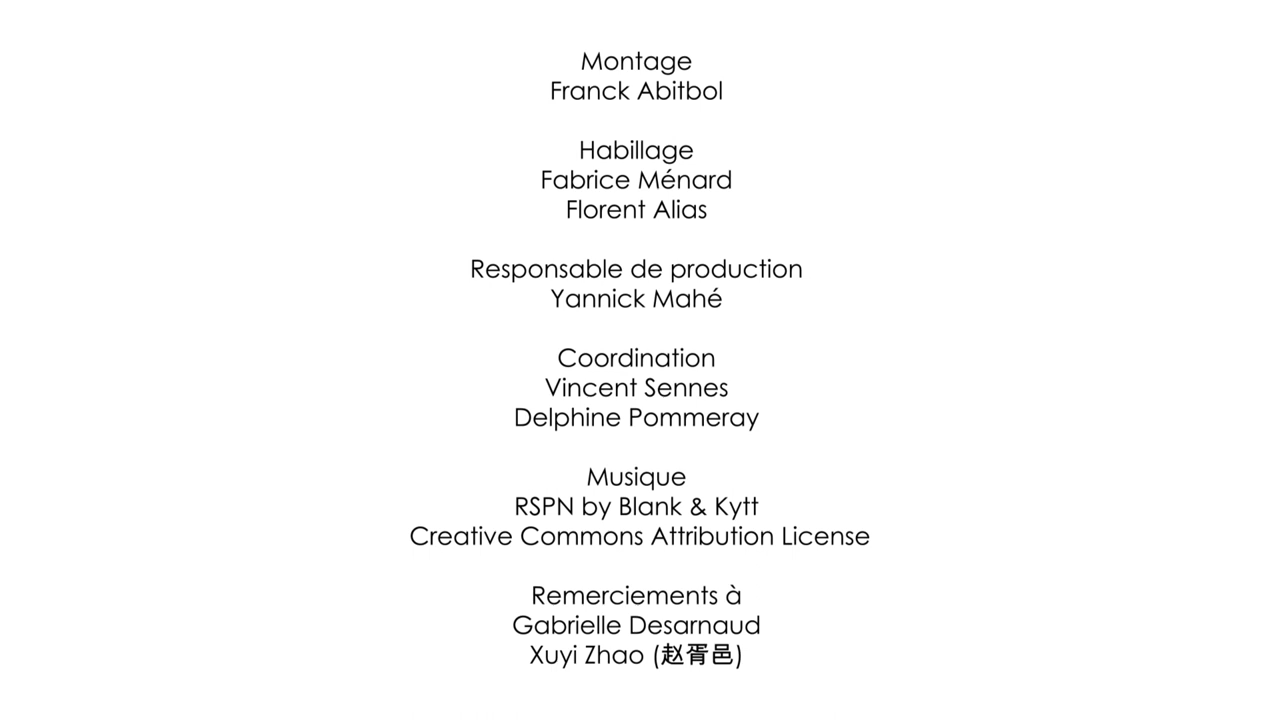 Montage
Franck Abitbol
Habillage
Fabrice Ménard
Florent Alias
Responsable de production
Yannick Mahé
Coordination
Vincent Sennes
Delphine Pommeray
Musique
RSPN by Blank & Kytt
Creative Commons Attribution License
Remerciements à
Gabrielle Desarnaud
Xuyi Zhao (赵胥邑)